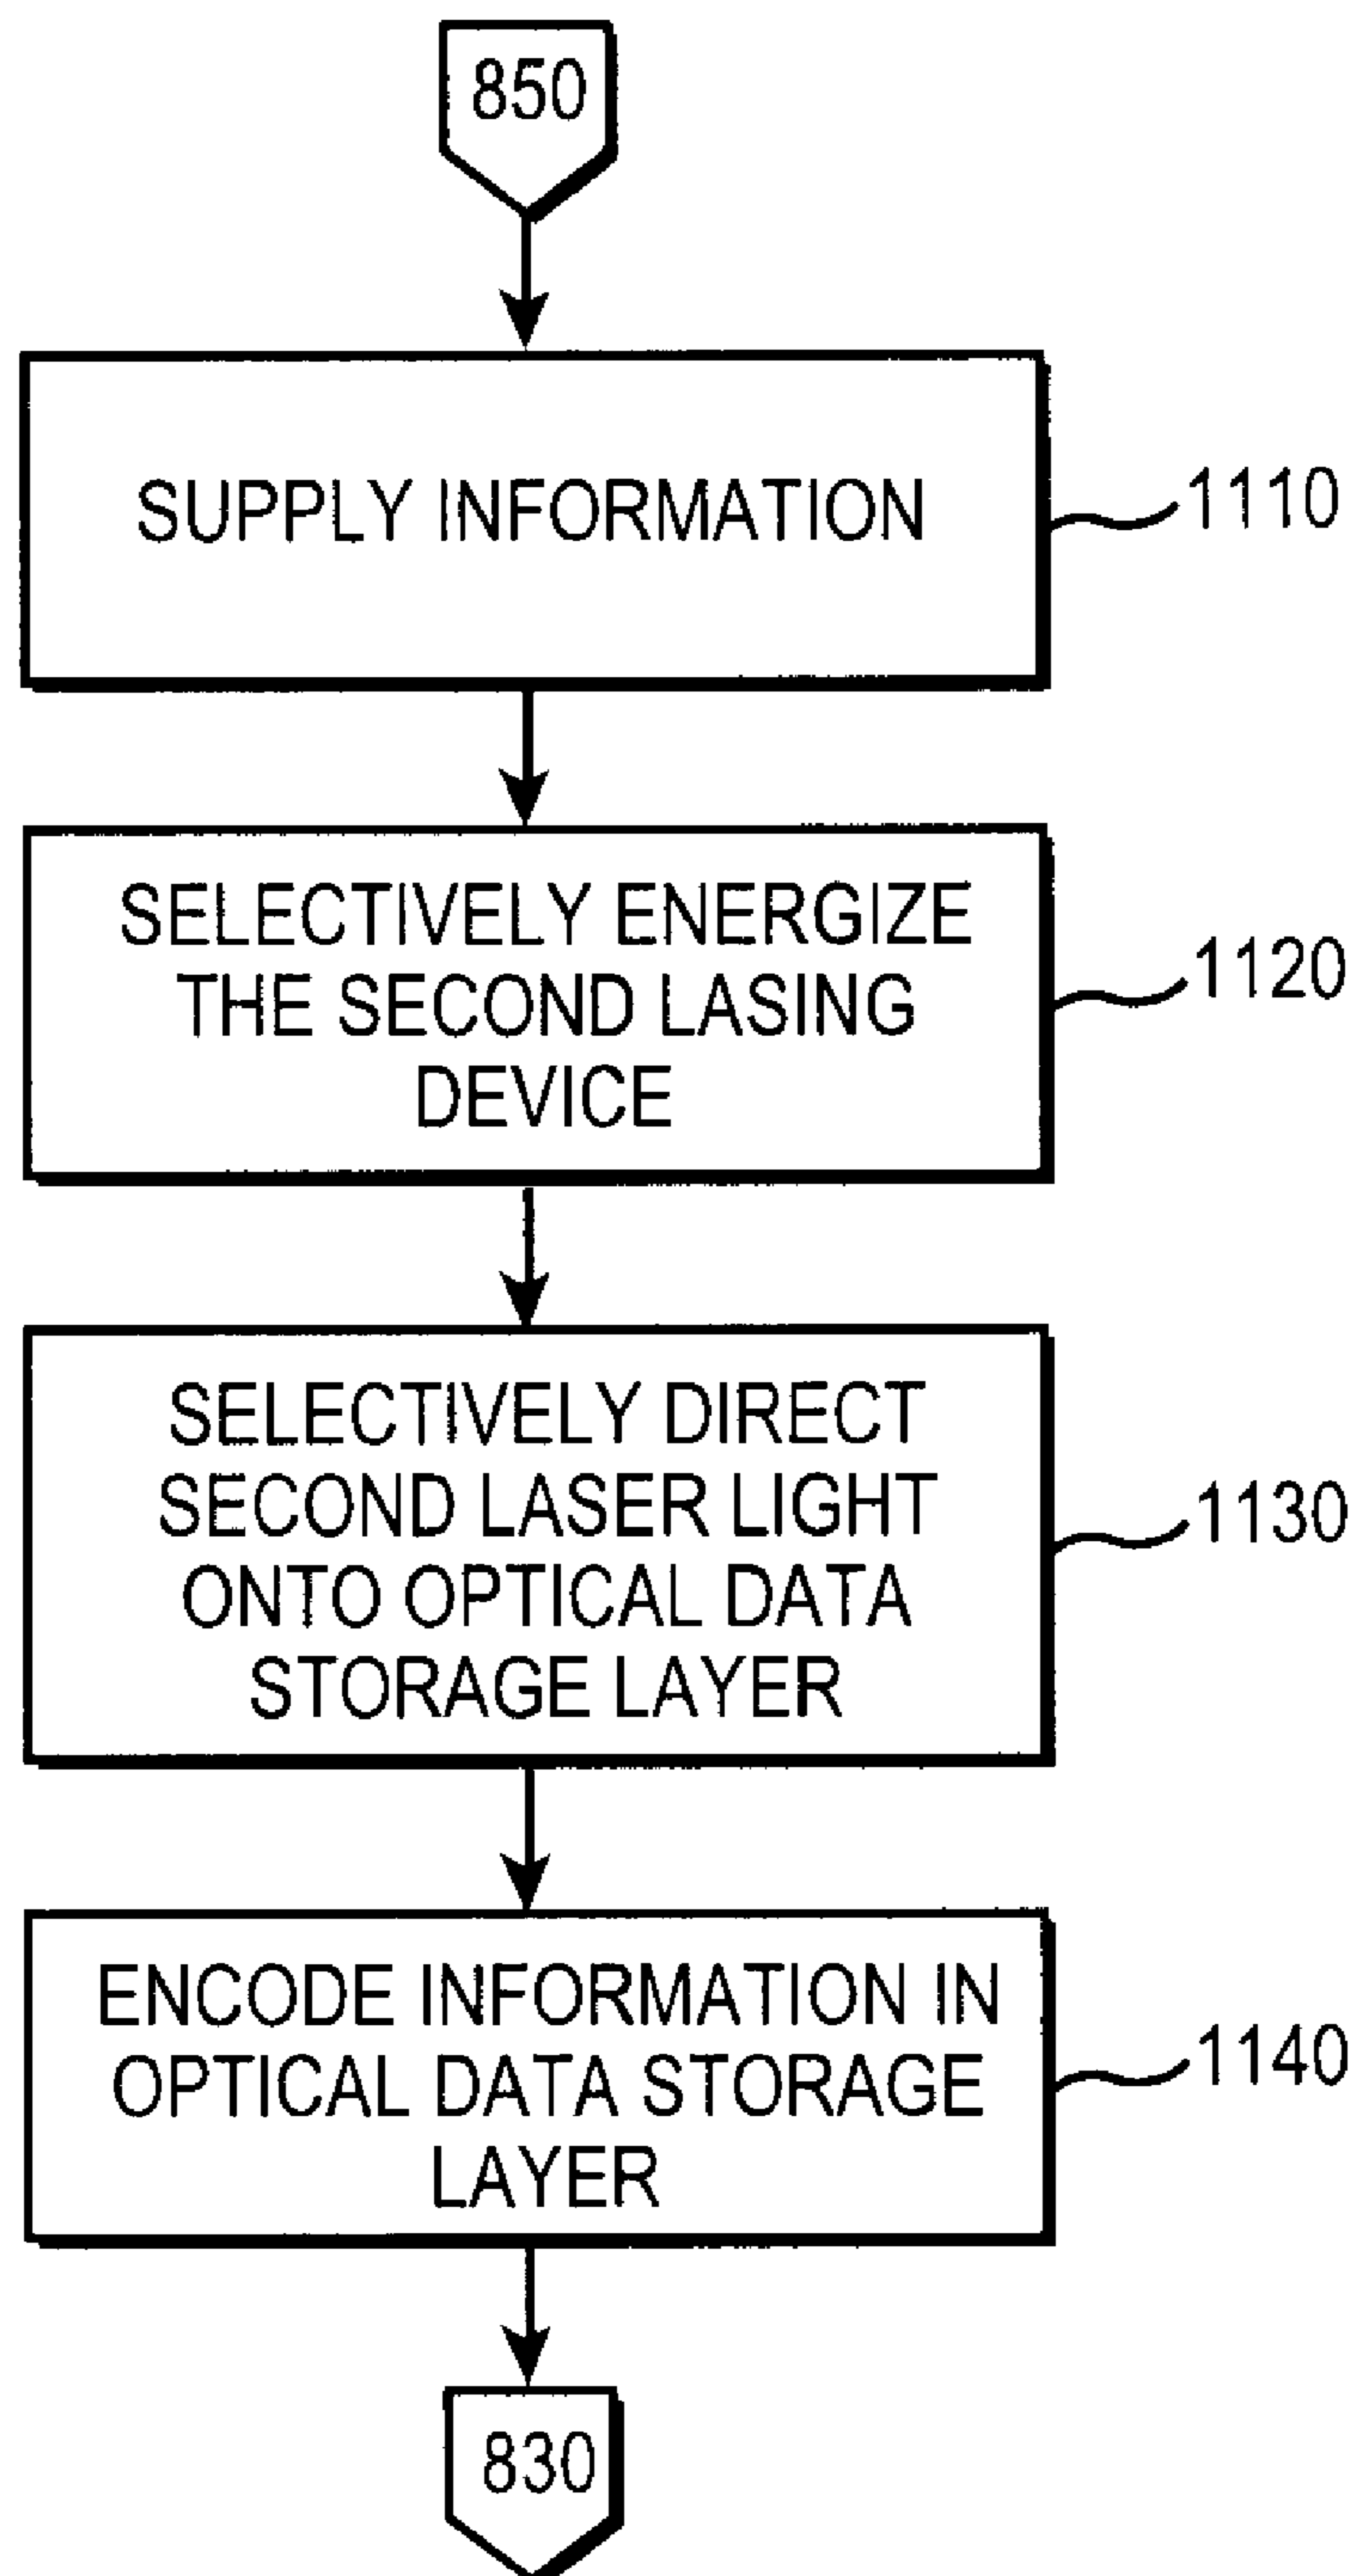 850
SUPPLY INFORMATION
1110
SELECTIVELY ENERGIZE
THE SECOND LASING
DEVICE
1120
SELECTIVELY DIRECT
SECOND LASER LIGHT
ONTO OPTICAL DATA
STORAGE LAYER
1130
ENCODE INFORMATION IN
OPTICAL DATA STORAGE
LAYER
1140
830